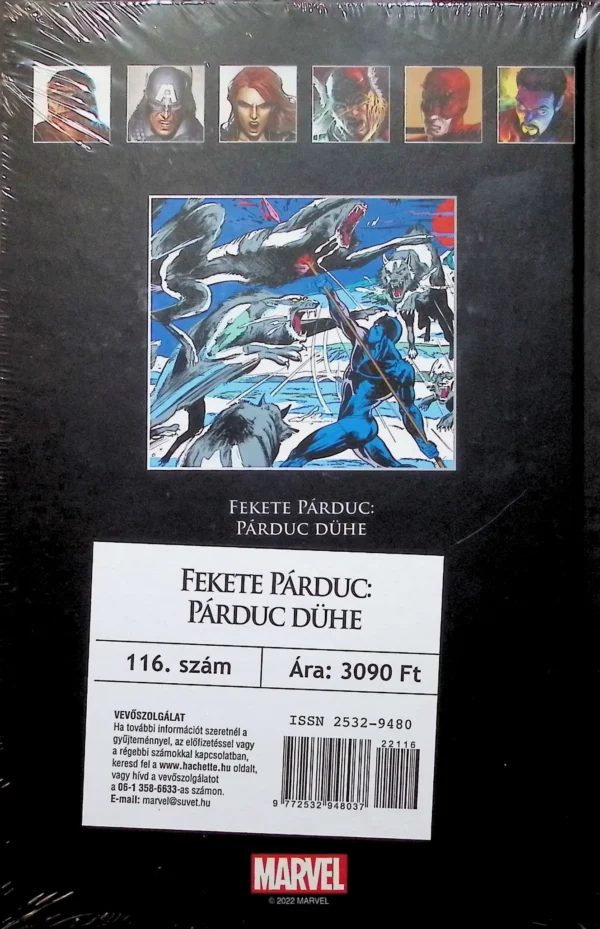 FEKETE PÁRDUC:
PÁRDUC DÜHE
FEKETE PÁRDUC:
PÁRDUC DÜHE
116. szám
Ára: 3090 Ft
VEVŐSZOLGÁLAT
Ha további információt szeretnél a
gyűjteménnyel, az előfizetéssel vagy
a régebbi számokkal kapcsolatban,
keresd fel a www.hachette.hu oldalt,
vagy hívd a vevőszolgálatot
a 06-1 358-6633-as számon.
E-mail: marvel@suvet.hu
ISSN 2532-9480
22116
9 772532 948037
MARVEL
© 2022 MARVEL